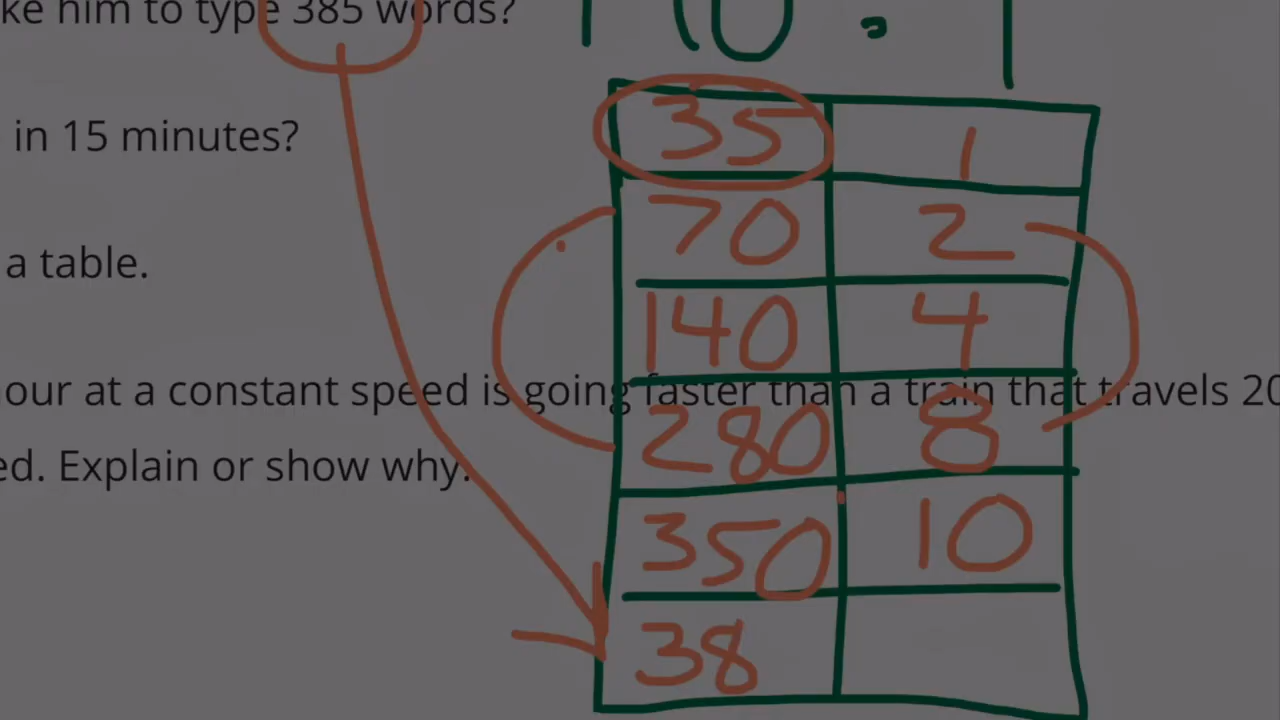 ke him to type 385 words?
in 15 minutes?
a table.
our at a constant speed is going faster than a train that travels 20
ed. Explain or show why.
35 1
70 2
140 4
280 8
350 10
38